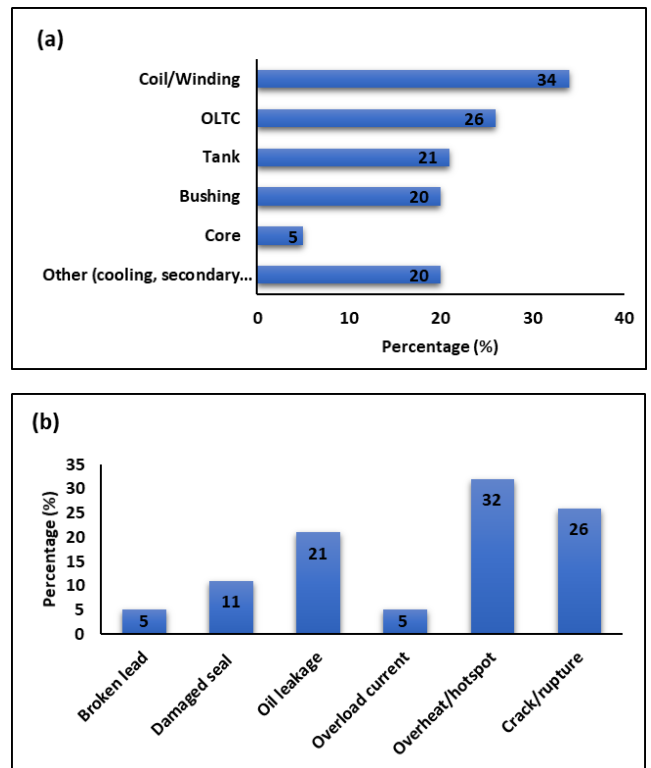 (a)
Coil/Winding 34
OLTC 26
Tank 21
Bushing 20
Core 5
Other (cooling, secondary... 20
0 10 20 30 40
Percentage (%)
(b)
Percentage (%)
35
30
25
20
15
10
5
0
5 11 21 5 32 26
Broken lead
Damaged seal
Oil leakage
Overload current
Overheat/hotspot
Crack/rupture